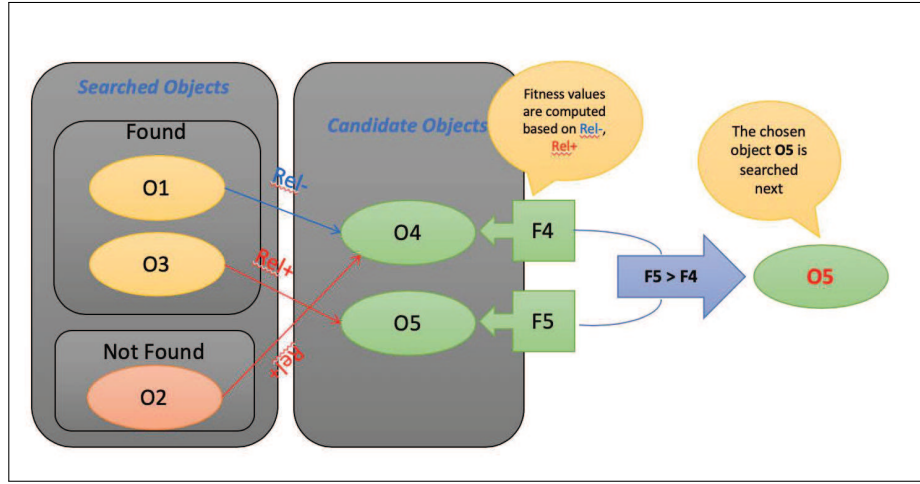 Searched Objects
Found
O1
O3
Not Found
O2
Rel-
Rel+
Rel+
Candidate Objects
O4
O5
Fitness values
are computed
based on Rel-,
Rel+
F4
F5
F5 > F4
The chosen
object O5 is
searched
next
O5